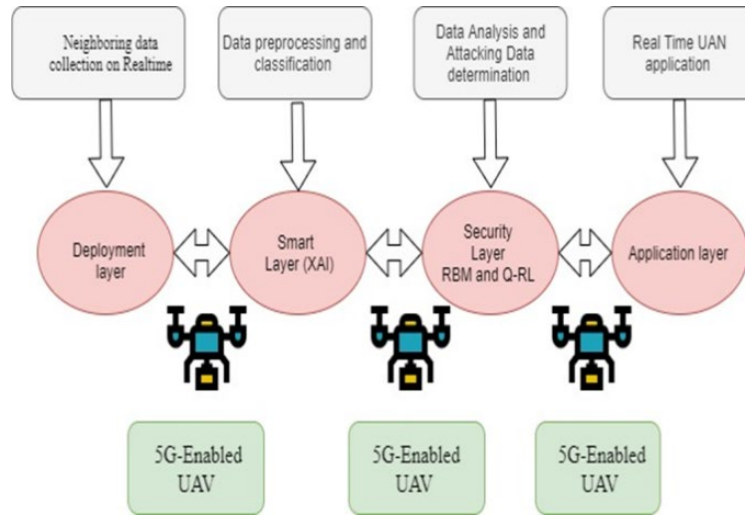 Neighboring data
collection on Realtime
Data preprocessing and
classification
Data Analysis and
Attacking Data
determination
Real Time UAN
application
Deployment
layer
Smart
Layer (XAI)
Security
Layer
RBM and Q-RL
Application layer
5G-Enabled
UAV
5G-Enabled
UAV
5G-Enabled
UAV